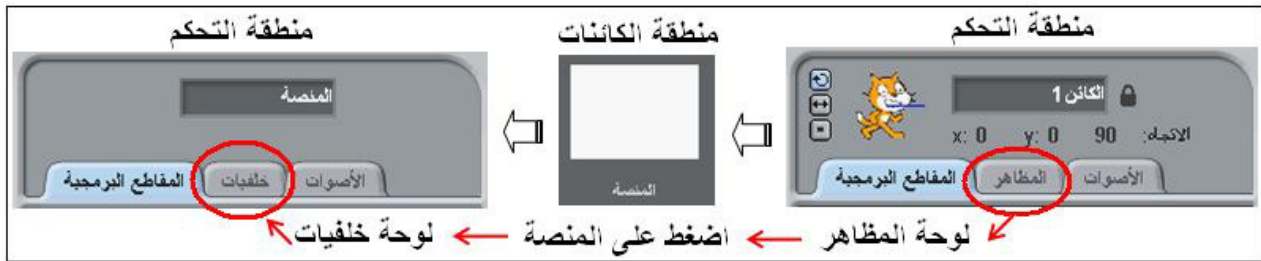 منطقة التحكم
الكائن 1
الاتجاه: 90 y: 0 x: 0
الأصوات
المظاهر
المقاطع البرمجية
منطقة الكائنات
المنصة
منطقة التحكم
المنصة
الأصوات
خلفيات
المقاطع البرمجية
لوحة المظاهر
اضغط على المنصة
لوحة خلفيات